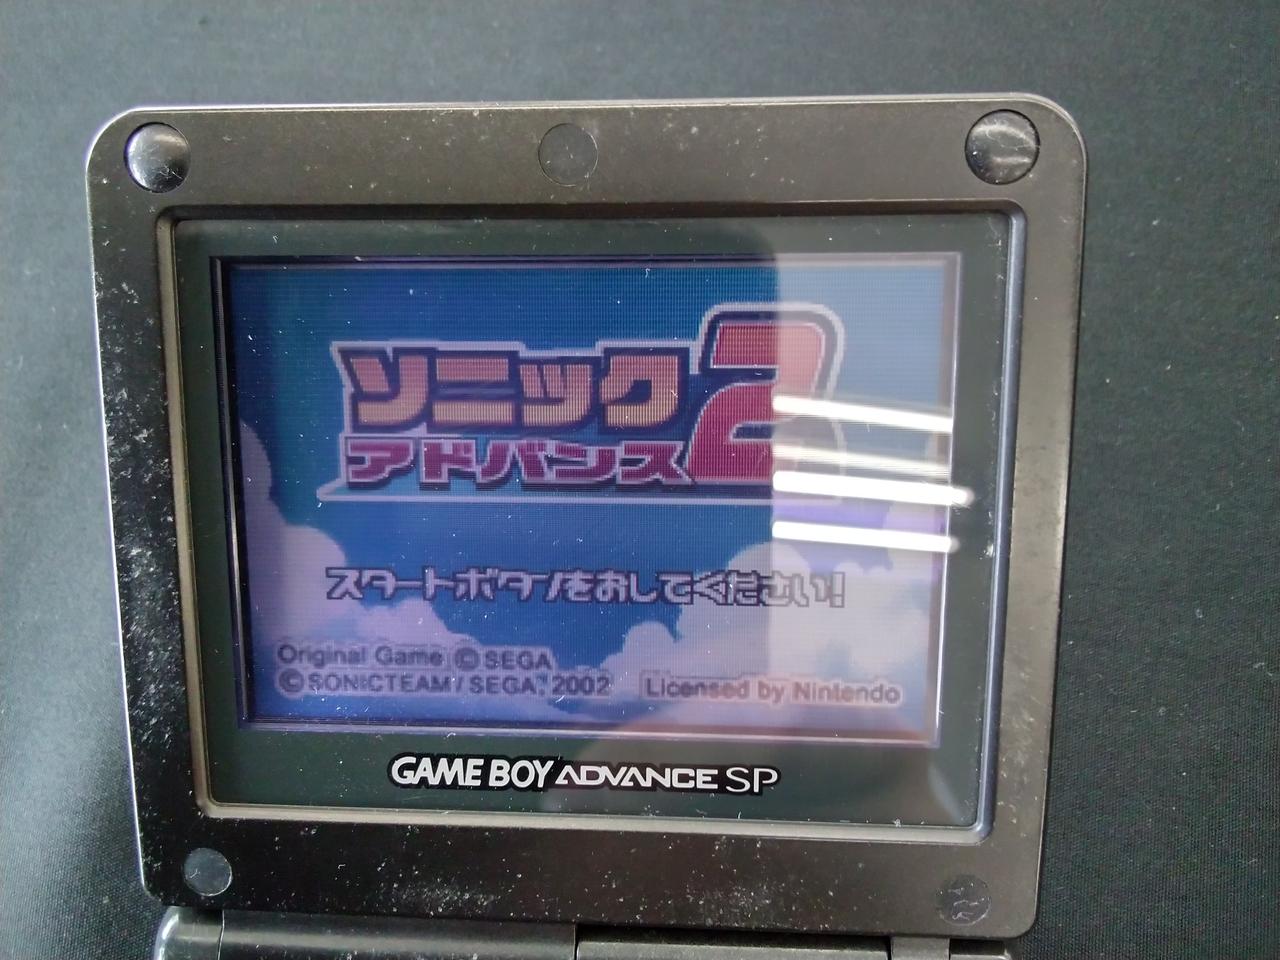 ソニック
アドバンス2
スタートボタンをおしてください!
Original Game ©SEGA
©SONICTEAM/SEGA, 2002 Licensed by Nintendo
GAME BOY ADVANCE SP